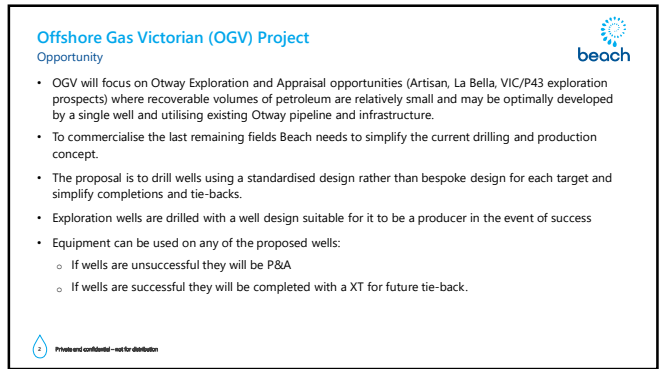 Offshore Gas Victorian (OGV) Project
Opportunity
beach
• OGV will focus on Otway Exploration and Appraisal opportunities (Artisan, La Bella, VIC/P43 exploration
prospects) where recoverable volumes of petroleum are relatively small and may be optimally developed
by a single well and utilising existing Otway pipeline and infrastructure.
• To commercialise the last remaining fields Beach needs to simplify the current drilling and production
concept.
• The proposal is to drill wells using a standardised design rather than bespoke design for each target and
simplify completions and tie-backs.
• Exploration wells are drilled with a well design suitable for it to be a producer in the event of success
• Equipment can be used on any of the proposed wells:
o If wells are unsuccessful they will be P&A
o If wells are successful they will be completed with a XT for future tie-back.
2
Private and confidential – not for distribution